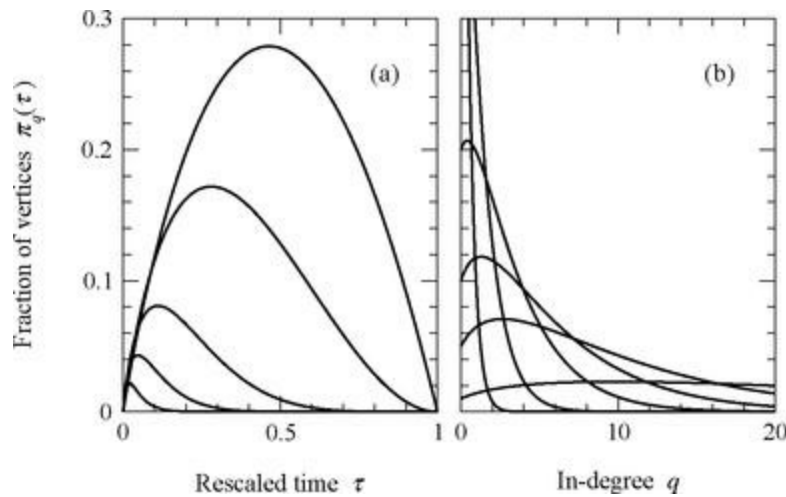 0.3
0.2
0.1
0
Fraction of vertices π_q(τ)
(a)
(b)
0 0.5 1 0 10 20
Rescaled time τ
In-degree q